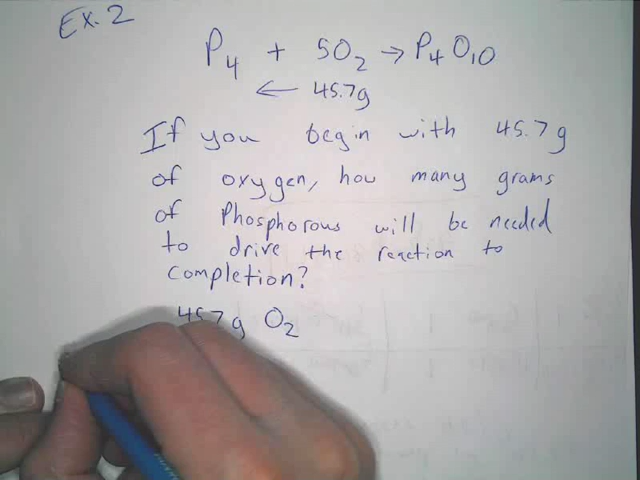 Ex. 2
P4 + 5O2 → P4O10
← 45.7g
If you begin with 45.7g
of oxygen, how many grams
of Phosphorous will be needed
to drive the reaction to
completion?
45.7g O2